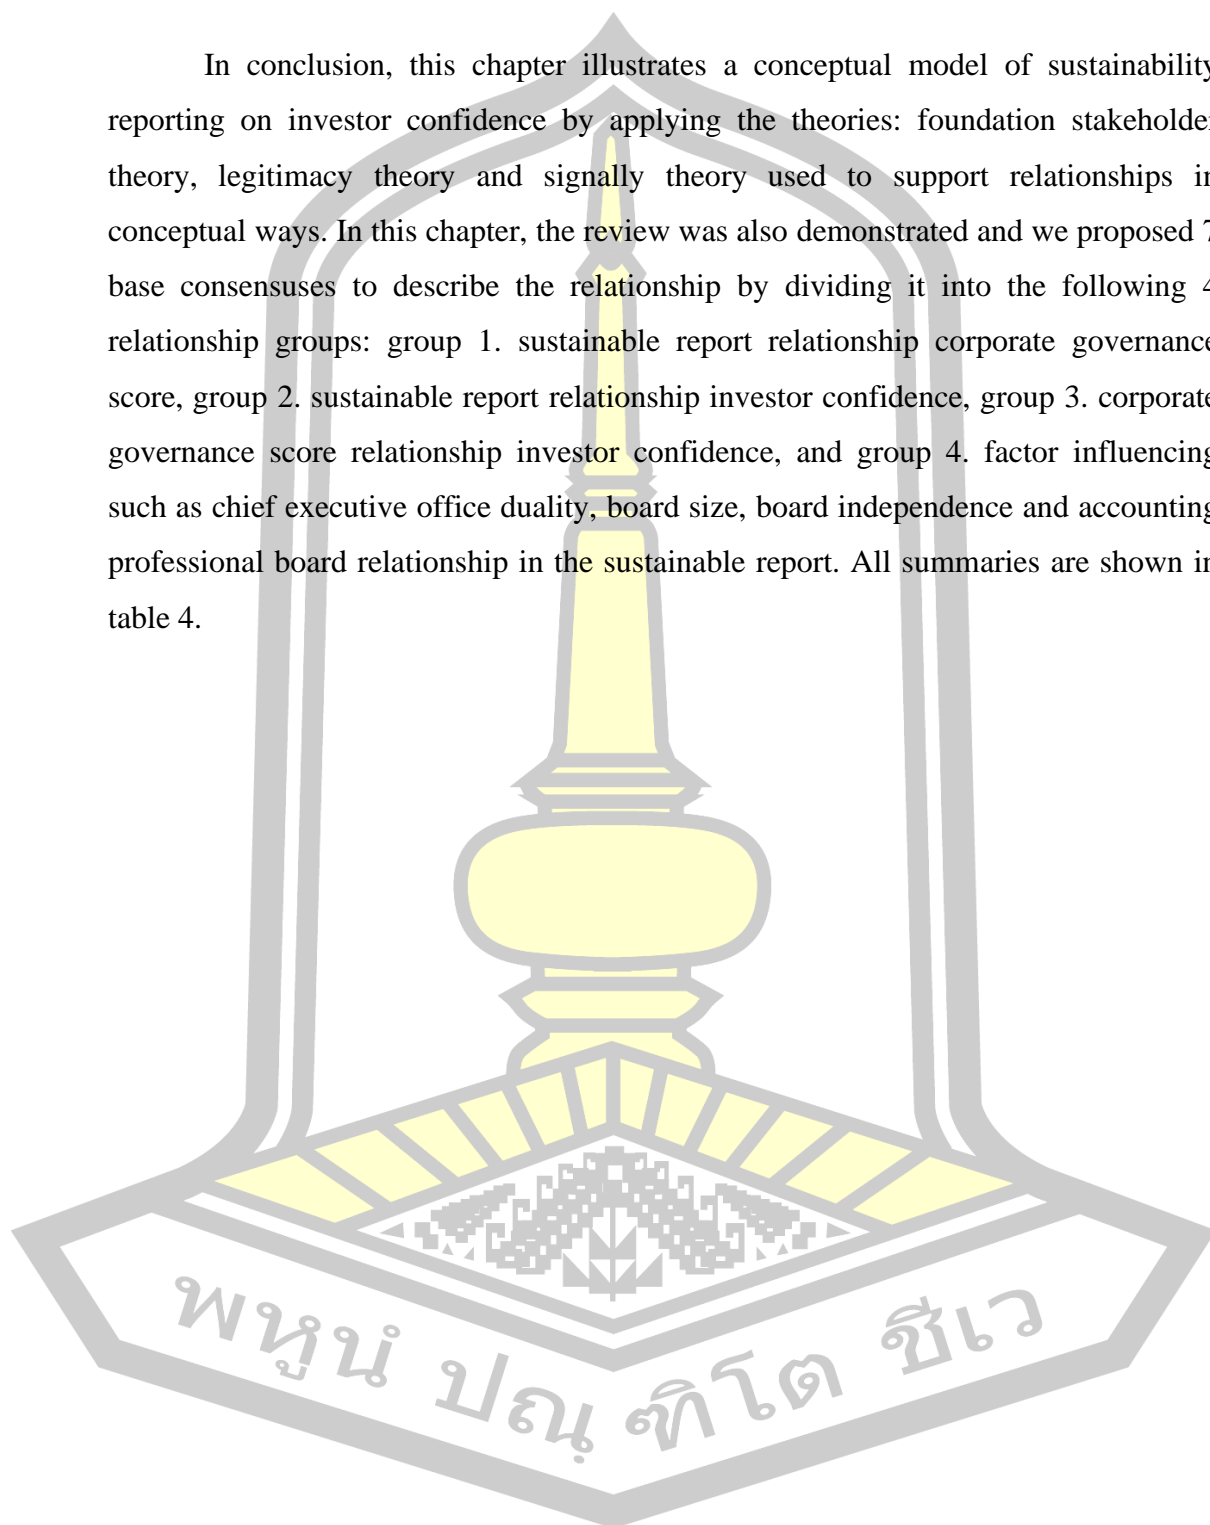 In conclusion, this chapter illustrates a conceptual model of sustainability
reporting on investor confidence by applying the theories: foundation stakeholder
theory, legitimacy theory and signally theory used to support relationships in
conceptual ways. In this chapter, the review was also demonstrated and we proposed 7
base consensuses to describe the relationship by dividing it into the following 4
relationship groups: group 1. sustainable report relationship corporate governance
score, group 2. sustainable report relationship investor confidence, group 3. corporate
governance score relationship investor confidence, and group 4. factor influencing
such as chief executive office duality, board size, board independence and accounting
professional board relationship in the sustainable report. All summaries are shown in
table 4.
พหูนํ ปณฺฑิโต ชีเว